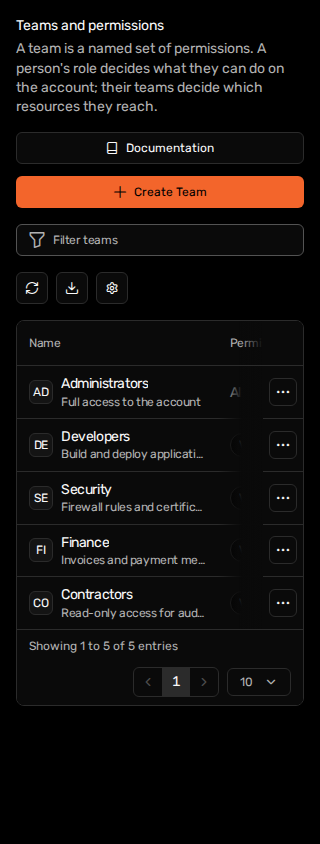 Teams and permissions
A team is a named set of permissions. A
person's role decides what they can do on
the account; their teams decide which
resources they reach.
Documentation
Create Team
Filter teams
Name
AD
Administrators
Full access to the account
DE
Developers
Build and deploy applicati...
SE
Security
Firewall rules and certific...
FI
Finance
Invoices and payment me...
CO
Contractors
Read-only access for aud...
Showing 1 to 5 of 5 entries
1
10